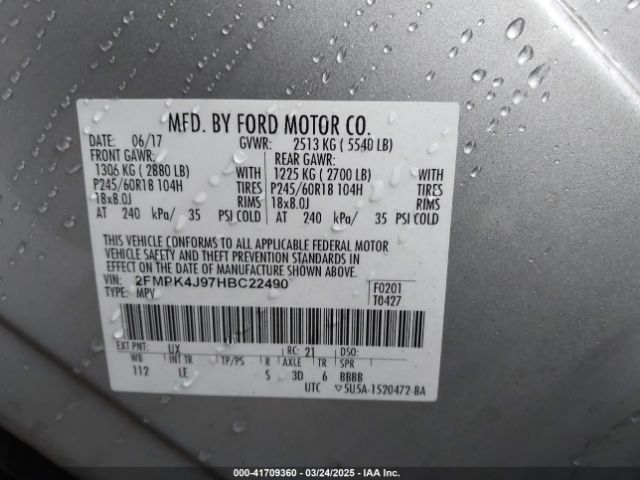 MFD. BY FORD MOTOR CO.
DATE: 06/17 GVWR: 2513 KG ( 5540 LB)
FRONT GAWR: REAR GAWR:
1306 KG ( 2880 LB) WITH 1225 KG ( 2700 LB) WITH
P245/60R18 104H TIRES P245/60R18 104H TIRES
18x8.0J RIMS 18x8.0J RIMS
AT 240 kPa/ 35 PSI COLD AT 240 kPa/ 35 PSI COLD
THIS VEHICLE CONFORMS TO ALL APPLICABLE FEDERAL MOTOR
VEHICLE SAFETY AND THEFT PREVENTION STANDARDS IN
EFFECT ON THE DATE OF MANUFACTURE SHOWN ABOVE.
VIN: 2FMPK4J97HBC22490 F0201
TYPE: MPV T0427
EXT PNT: UX RC: 21 DSO:
WB INT TR TP/PS R AXLE TR SPR
112 LE S 3D 6 BBBB
UTC 5U5A-1520472-BA
000-41709360 - 03/24/2025 - IAA Inc.